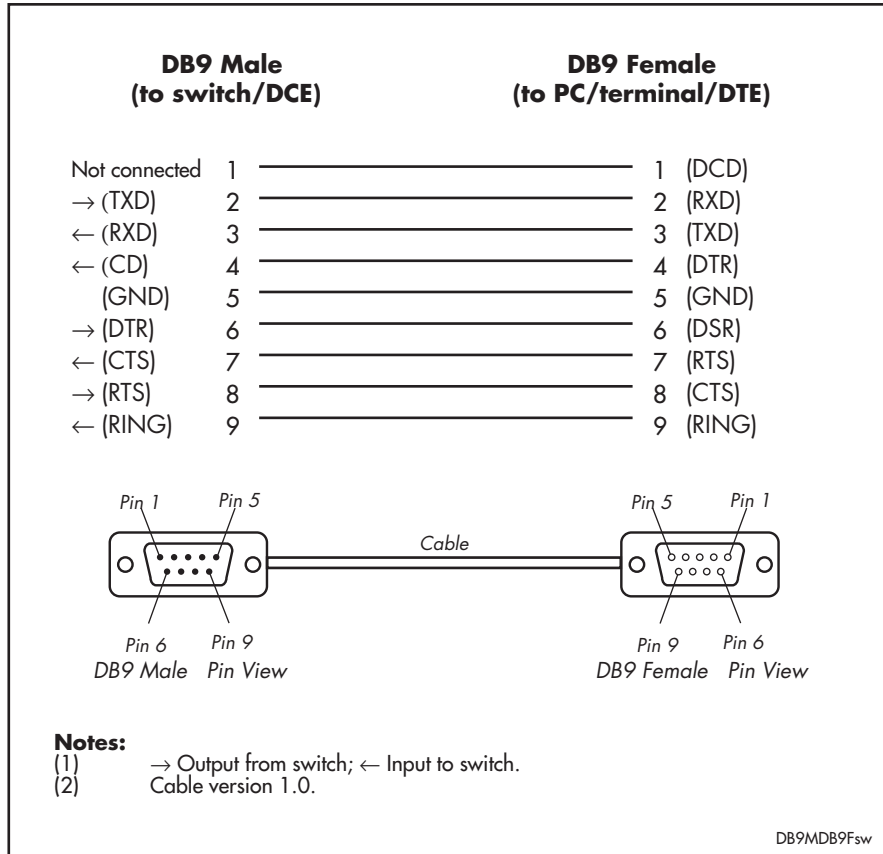 DB9 Male
(to switch/DCE)
DB9 Female
(to PC/terminal/DTE)
Not connected 1 1 (DCD)
→ (TXD) 2 2 (RXD)
← (RXD) 3 3 (TXD)
← (CD) 4 4 (DTR)
(GND) 5 5 (GND)
→ (DTR) 6 6 (DSR)
← (CTS) 7 7 (RTS)
→ (RTS) 8 8 (CTS)
← (RING) 9 9 (RING)
Pin 1 Pin 5 Cable Pin 5 Pin 1
Pin 6 Pin 9 Pin 9 Pin 6
DB9 Male Pin View DB9 Female Pin View
Notes:
(1) → Output from switch; ← Input to switch.
(2) Cable version 1.0.
DB9MDB9Fsw